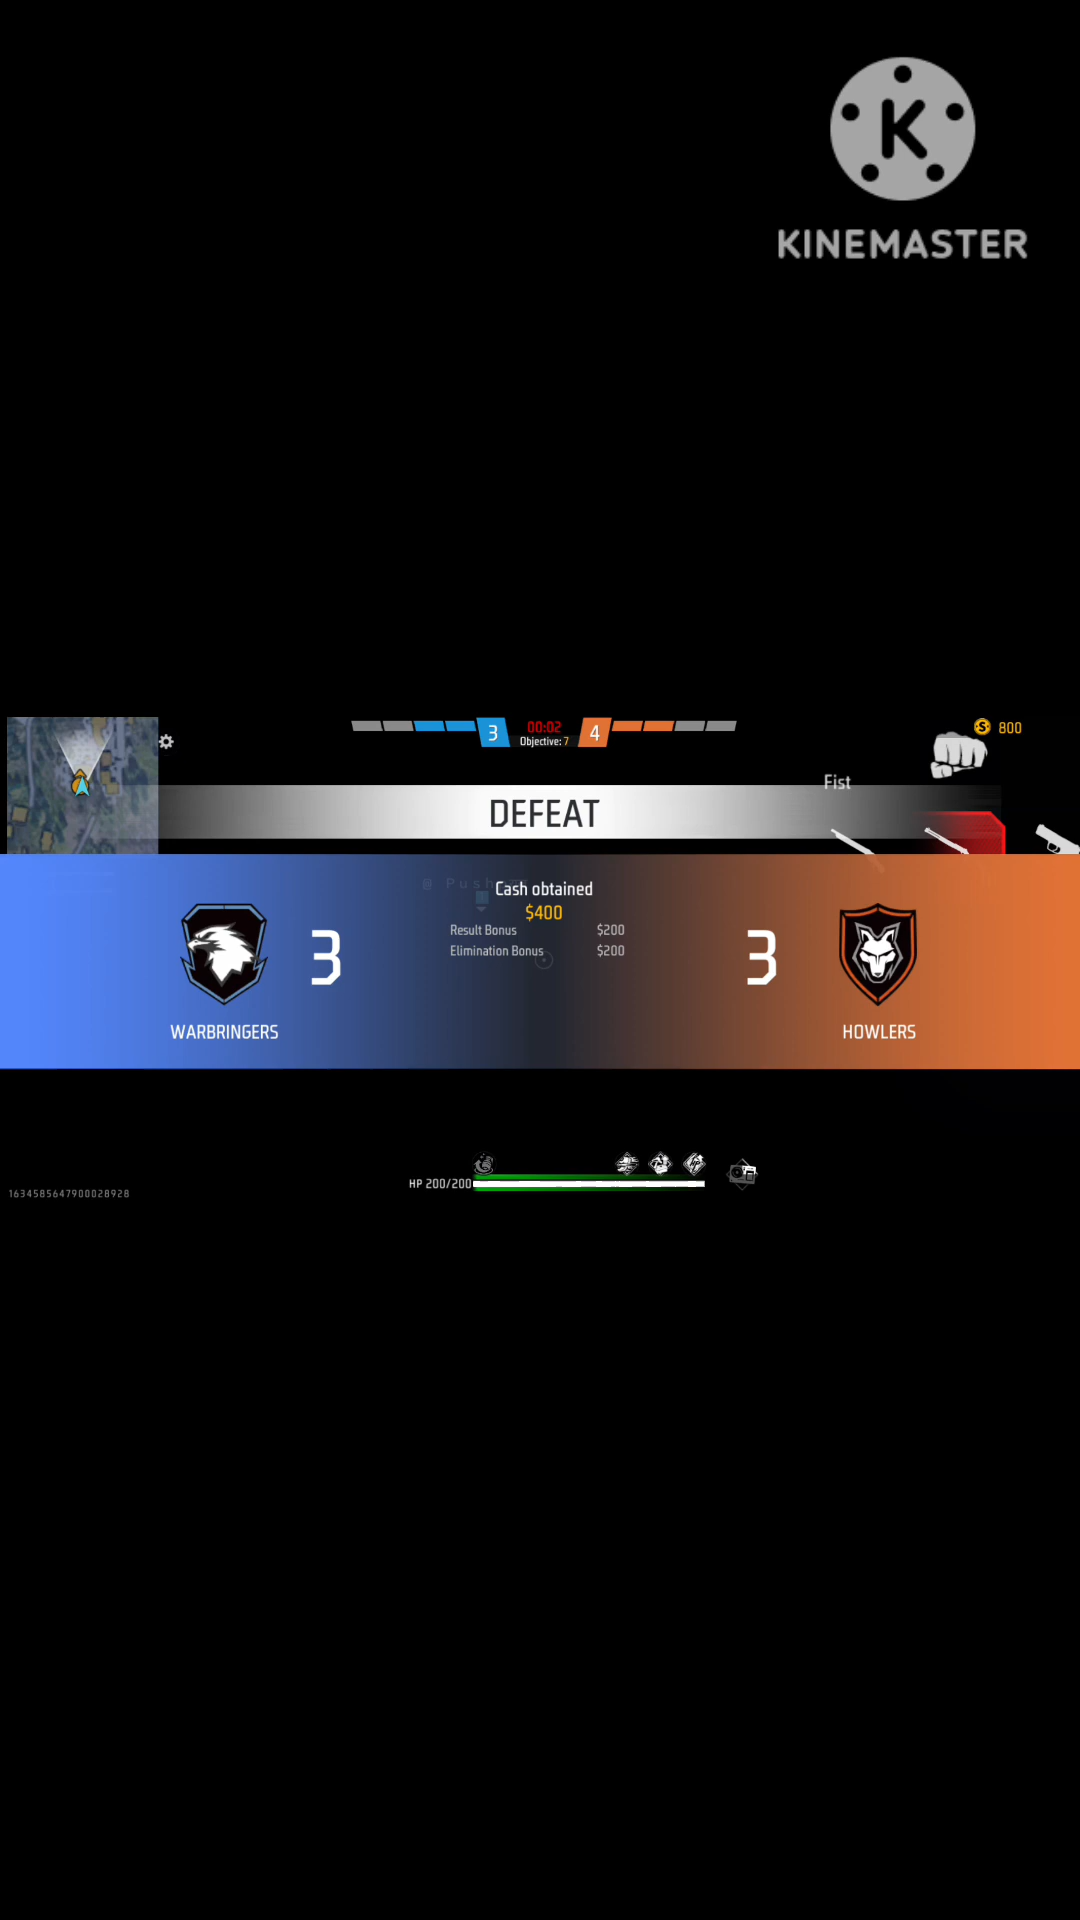 K
KINEMASTER
3
00:02
4
Objective: 7
800
Fist
DEFEAT
Cash obtained
$400
Result Bonus $200
Elimination Bonus $200
3
3
WARBRINGERS
HOWLERS
HP 200/200
1634585647900028928